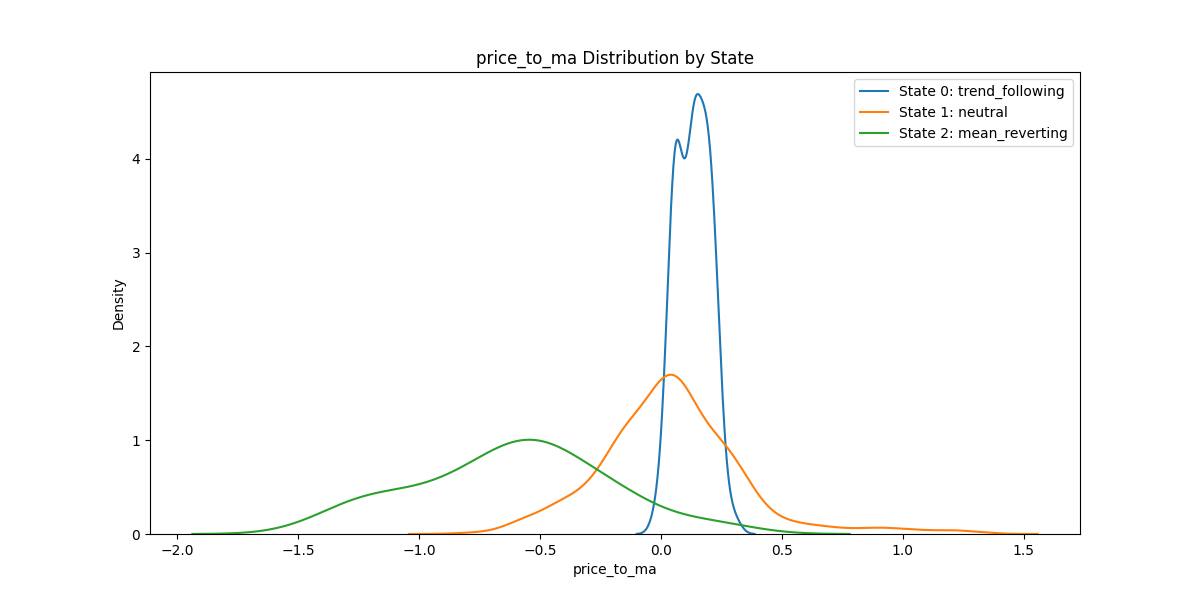 price_to_ma Distribution by State
State 0: trend_following
State 1: neutral
State 2: mean_reverting
Density
4
3
2
1
0
−2.0 −1.5 −1.0 −0.5 0.0 0.5 1.0 1.5
price_to_ma